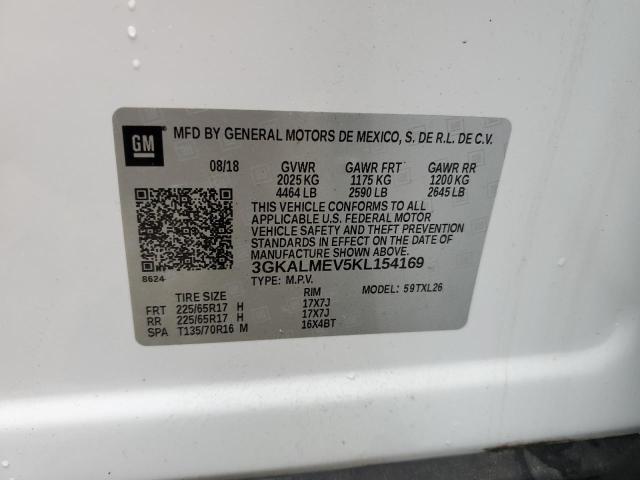 GM MFD BY GENERAL MOTORS DE MEXICO, S. DE R.L. DE C.V.
08/18 GVWR GAWR FRT GAWR RR
2025 KG 1175 KG 1200 KG
4464 LB 2590 LB 2645 LB
THIS VEHICLE CONFORMS TO ALL
APPLICABLE U.S. FEDERAL MOTOR
VEHICLE SAFETY AND THEFT PREVENTION
STANDARDS IN EFFECT ON THE DATE OF
MANUFACTURE SHOWN ABOVE.
8624 3GKALMEV5KL154169
TYPE: M.P.V. MODEL: 59TXL26
TIRE SIZE RIM
FRT 225/65R17 H 17X7J
RR 225/65R17 H 17X7J
SPA T135/70R16 M 16X4BT